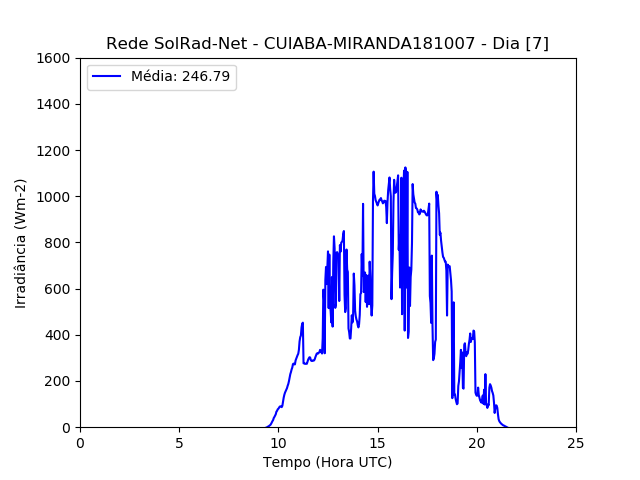 Rede SolRad-Net - CUIABA-MIRANDA181007 - Dia [7]
Média: 246.79
Irradiância (Wm-2)
1600
1400
1200
1000
800
600
400
200
0
0 5 10 15 20 25
Tempo (Hora UTC)